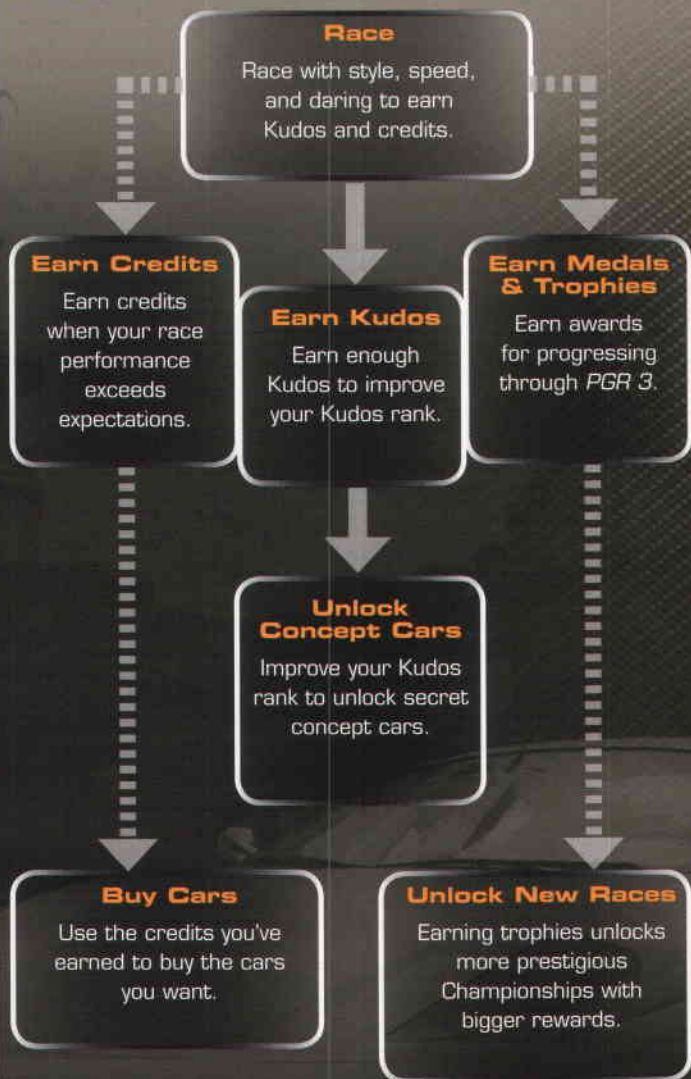 Race
Race with style, speed,
and daring to earn
Kudos and credits.
Earn Credits
Earn credits
when your race
performance
exceeds
expectations.
Earn Kudos
Earn enough
Kudos to improve
your Kudos rank.
Earn Medals
& Trophies
Earn awards
for progressing
through PGR 3.
Unlock
Concept Cars
Improve your Kudos
rank to unlock secret
concept cars.
Buy Cars
Use the credits you've
earned to buy the cars
you want.
Unlock New Races
Earning trophies unlocks
more prestigious
Championships with
bigger rewards.